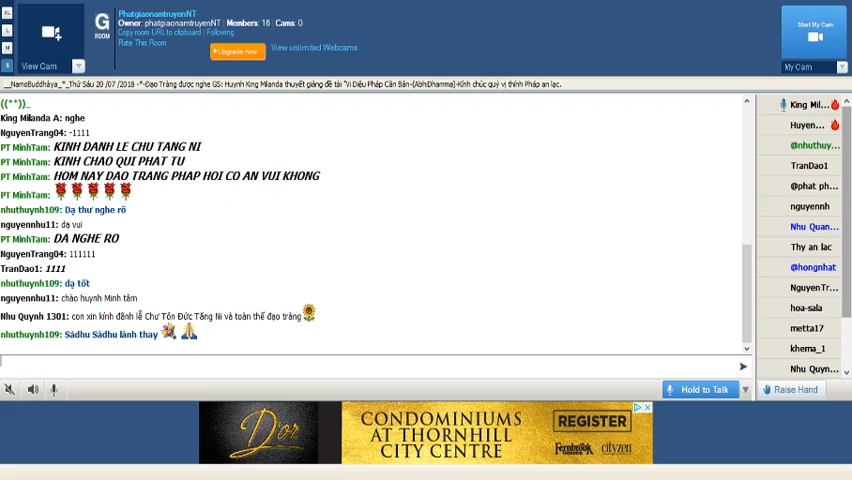 XL
PhatgiaonamtruyenNT
Owner: phatgiaonamtruyenNT | Members: 16 | Cams: 0
Copy room URL to clipboard | Following
Rate This Room
G
ROOM
L
M
S
View Cam
Upgrade now
View unlimited Webcams
Start My Cam
My Cam
__NamoBuddhàya_*_Thứ Sáu 20 /07 /2018 -*-Đạo Tràng được nghe GS: Huynh King Milanda thuyết giảng đề tài "Vi Diệu Pháp Căn Bản-(AbhiDhamma)-Kính chúc quý vị thính Pháp an lạc.
((**))_
King Milanda A: nghe
NguyenTrang04: -1111
PT MinhTam: KINH DANH LE CHU TANG NI
PT MinhTam: KINH CHAO QUI PHAT TU
PT MinhTam: HOM NAY DAO TRANG PHAP HOI CO AN VUI KHONG
PT MinhTam:
nhuthuynh109: Dạ thư nghe rõ
nguyennhu11: dạ vui
PT MinhTam: DA NGHE RO
NguyenTrang04: 111111
TranDao1: 1111
nhuthuynh109: dạ tốt
nguyennhu11: chào huynh Minh tâm
Nhu Quynh 1301: con xin kính đảnh lễ Chư Tôn Đức Tăng Ni và toàn thể đạo tràng
nhuthuynh109: Sādhu Sādhu lành thay
King Mil...
Huyen...
@nhuthuy...
TranDao1
@phat ph...
nguyennh
Nhu Quan...
Thy an lac
@hongnhat
NguyenTr...
hoa-sala
metta17
khema_1
Nhu Quyn...
Hold to Talk
Raise Hand
D'or
CONDOMINIUMS
AT THORNHILL
CITY CENTRE
REGISTER
Fernbrook
HOMES
cityzen